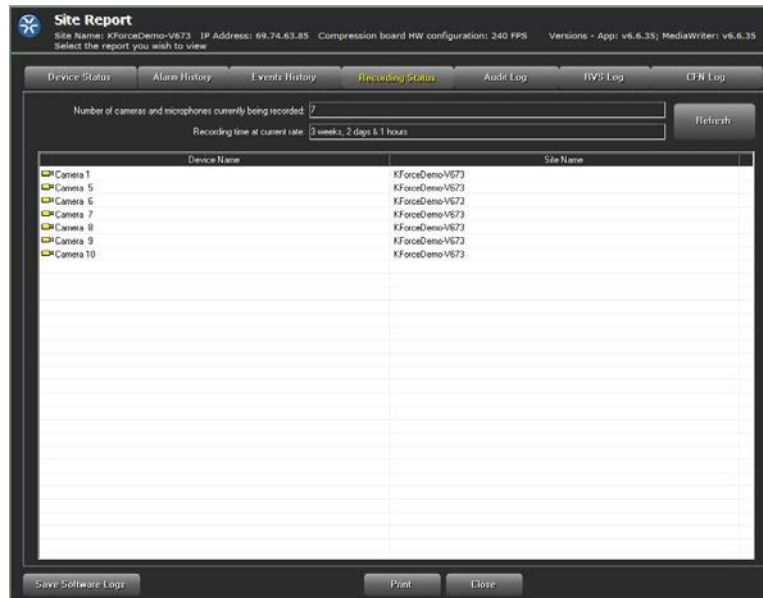 Site Report
Site Name: KForceDemo-V673 IP Address: 69.74.63.85 Compression board HW configuration: 240 FPS Versions - App: v6.6.35; MediaWriter: v6.6.35
Select the report you wish to view
Device Status Alarm History Events History Recording Status Audit Log RVS Log CFN Log
Number of cameras and microphones currently being recorded: 7
Refresh
Recording time at current rate: 3 weeks, 2 days & 1 hours
Device Name Site Name
Camera 1 KForceDemo-V673
Camera 5 KForceDemo-V673
Camera 6 KForceDemo-V673
Camera 7 KForceDemo-V673
Camera 8 KForceDemo-V673
Camera 9 KForceDemo-V673
Camera 10 KForceDemo-V673
Save Software Logs Print Close